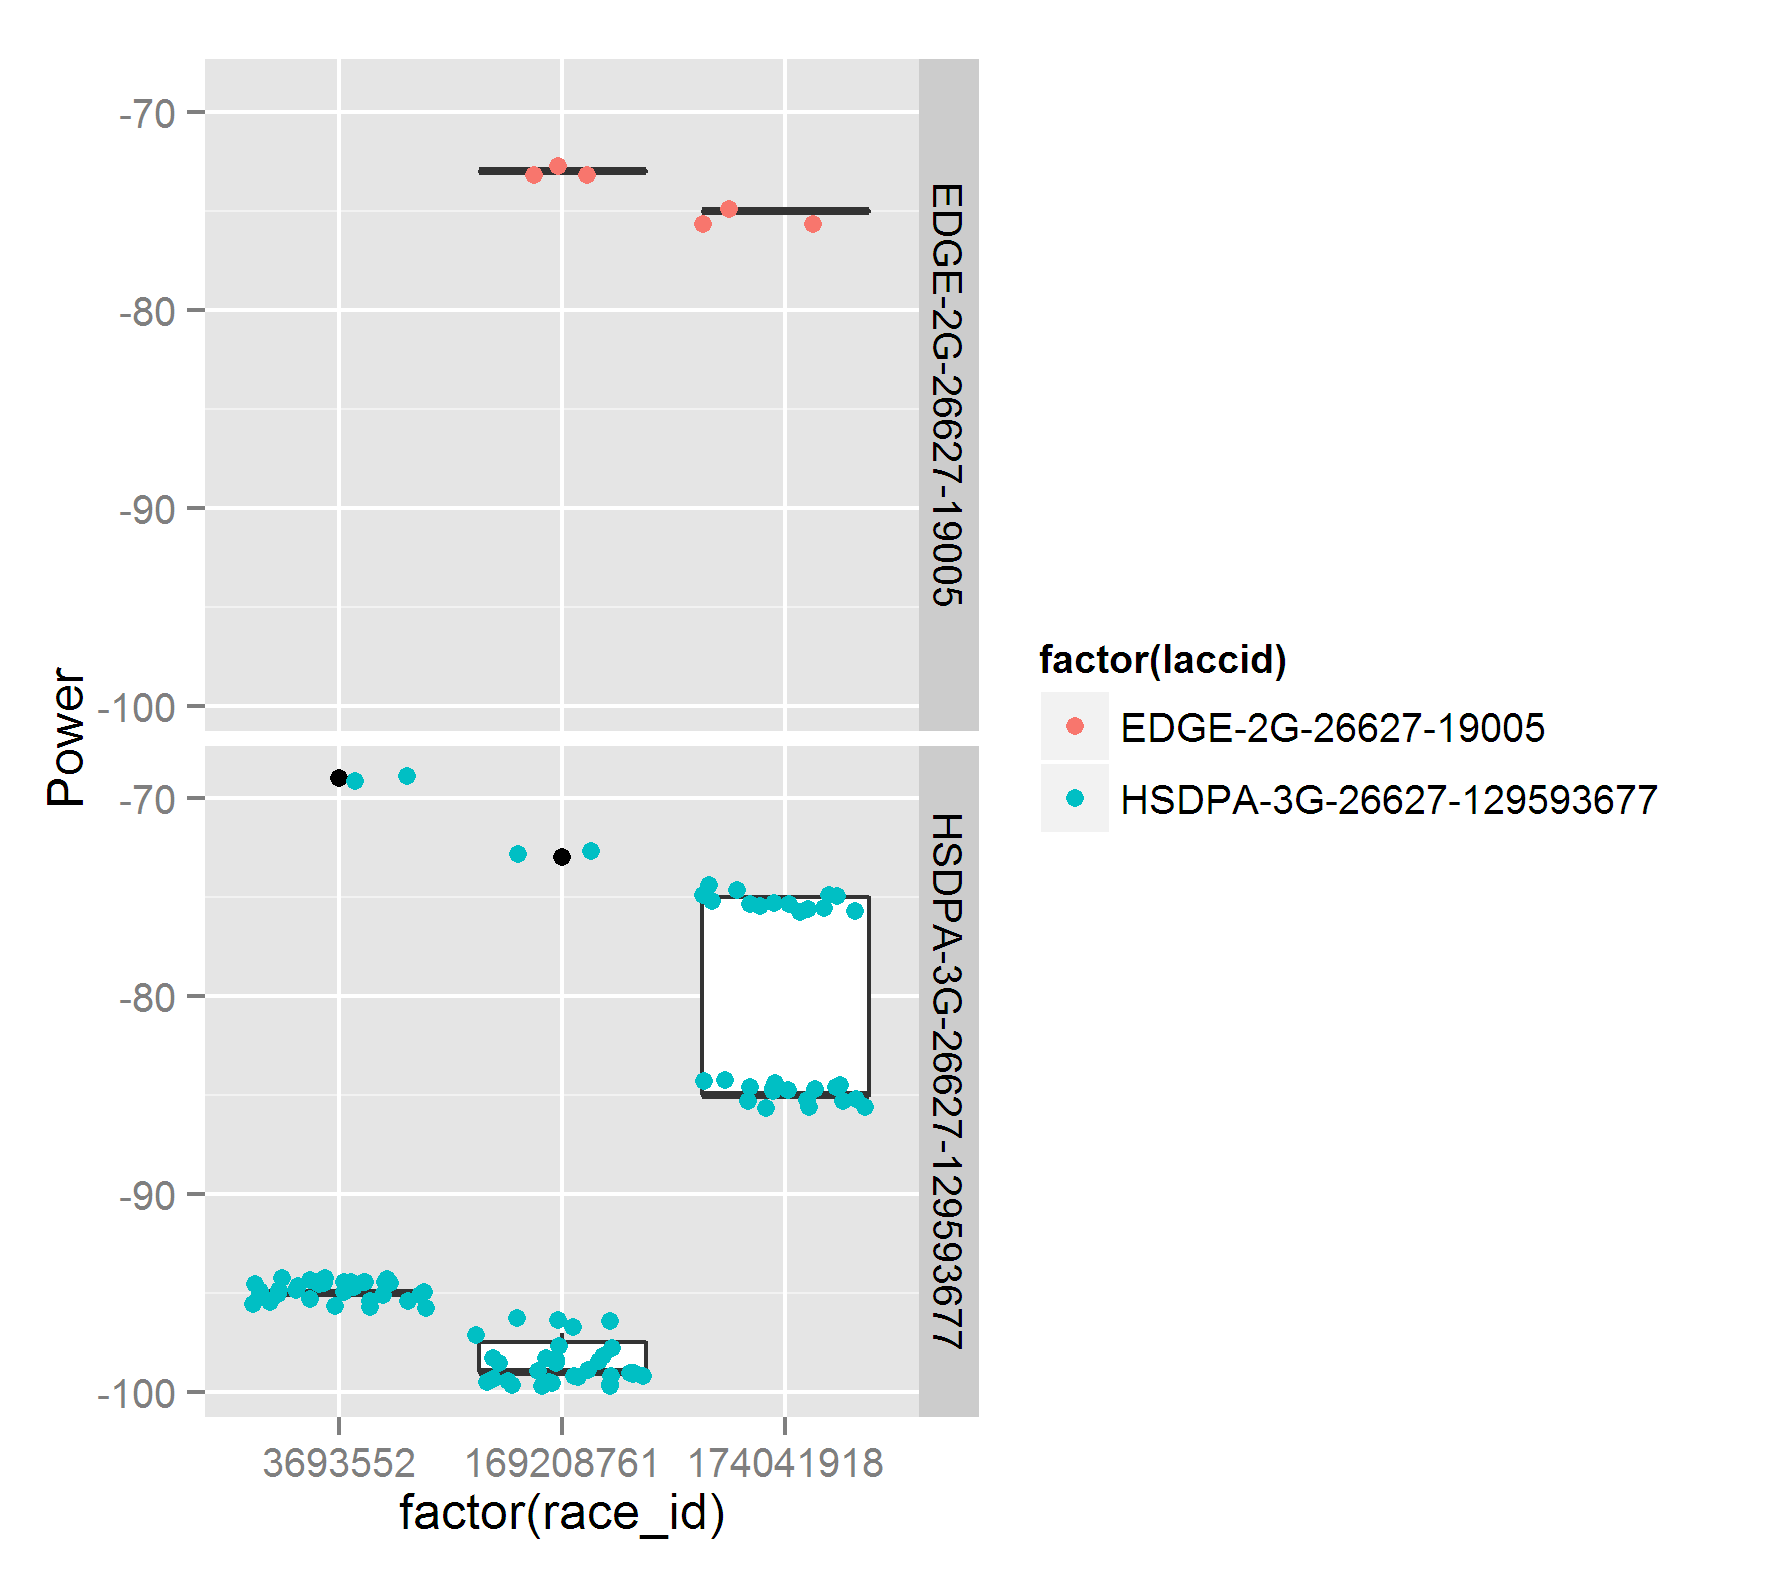 Power
-70
-80
-90
-100
EDGE-2G-26627-19005
-70
-80
-90
-100
HSDPA-3G-26627-129593677
3693552 169208761 174041918
factor(race_id)
factor(laccid)
EDGE-2G-26627-19005
HSDPA-3G-26627-129593677